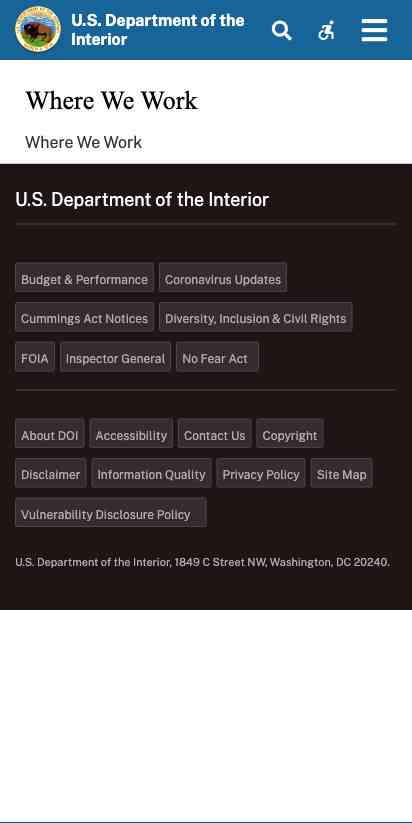 U.S. Department of the
Interior
Where We Work
Where We Work
U.S. Department of the Interior
Budget & Performance Coronavirus Updates
Cummings Act Notices Diversity, Inclusion & Civil Rights
FOIA Inspector General No Fear Act
About DOI Accessibility Contact Us Copyright
Disclaimer Information Quality Privacy Policy Site Map
Vulnerability Disclosure Policy
U.S. Department of the Interior, 1849 C Street NW, Washington, DC 20240.